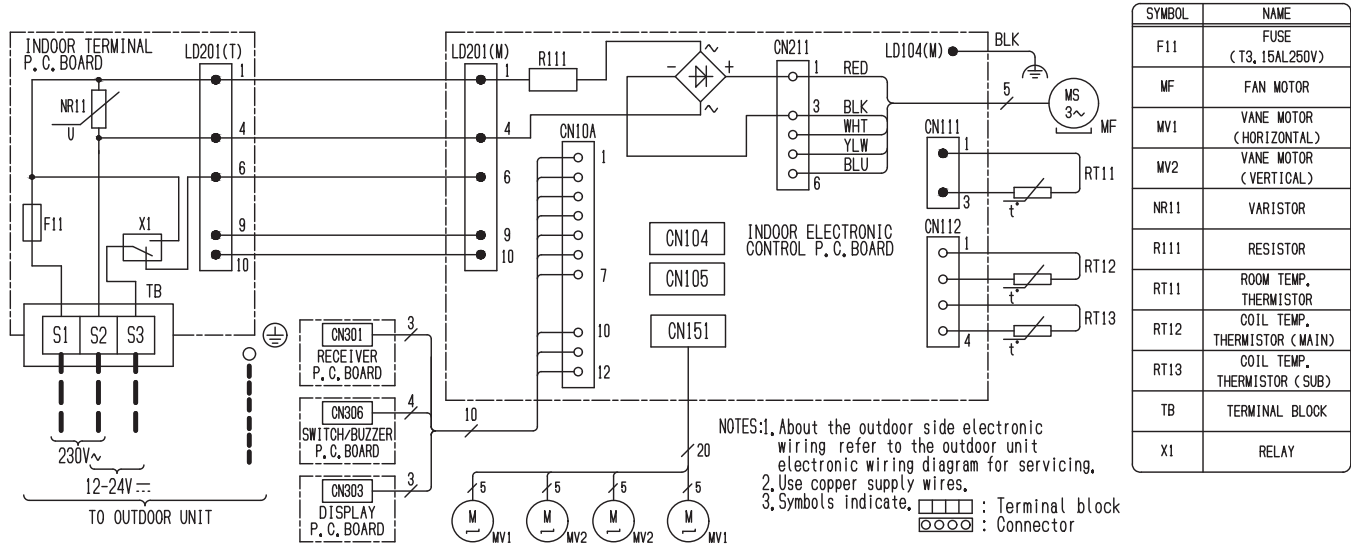 INDOOR TERMINAL
P.C.BOARD
LD201(T)
1
4
6
9
10
NR11
U
F11
X1
TB
S1 S2 S3
230V~
12-24V
TO OUTDOOR UNIT
LD201(M)
1
4
6
9
10
R111
~
- +
~
CN10A
1
7
10
12
CN211
1 RED
3 BLK
WHT
YLW
BLU
6
LD104(M)
BLK
5
MS
3~
MF
CN111
1
3
RT11
t°
CN112
1
4
RT12
t°
RT13
t°
CN104
CN105
CN151
INDOOR ELECTRONIC
CONTROL P.C.BOARD
CN301 3
RECEIVER
P.C.BOARD
CN306 4
SWITCH/BUZZER
P.C.BOARD
CN303 3
DISPLAY
P.C.BOARD
10
20
5 5 5 5
M M M M
MV1 MV2 MV2 MV1
NOTES:1.About the outdoor side electronic
wiring refer to the outdoor unit
electronic wiring diagram for servicing.
2.Use copper supply wires.
3.Symbols indicate. : Terminal block
: Connector
SYMBOL NAME
F11 FUSE
(T3.15AL250V)
MF FAN MOTOR
MV1 VANE MOTOR
(HORIZONTAL)
MV2 VANE MOTOR
(VERTICAL)
NR11 VARISTOR
R111 RESISTOR
RT11 ROOM TEMP.
THERMISTOR
RT12 COIL TEMP.
THERMISTOR(MAIN)
RT13 COIL TEMP.
THERMISTOR(SUB)
TB TERMINAL BLOCK
X1 RELAY